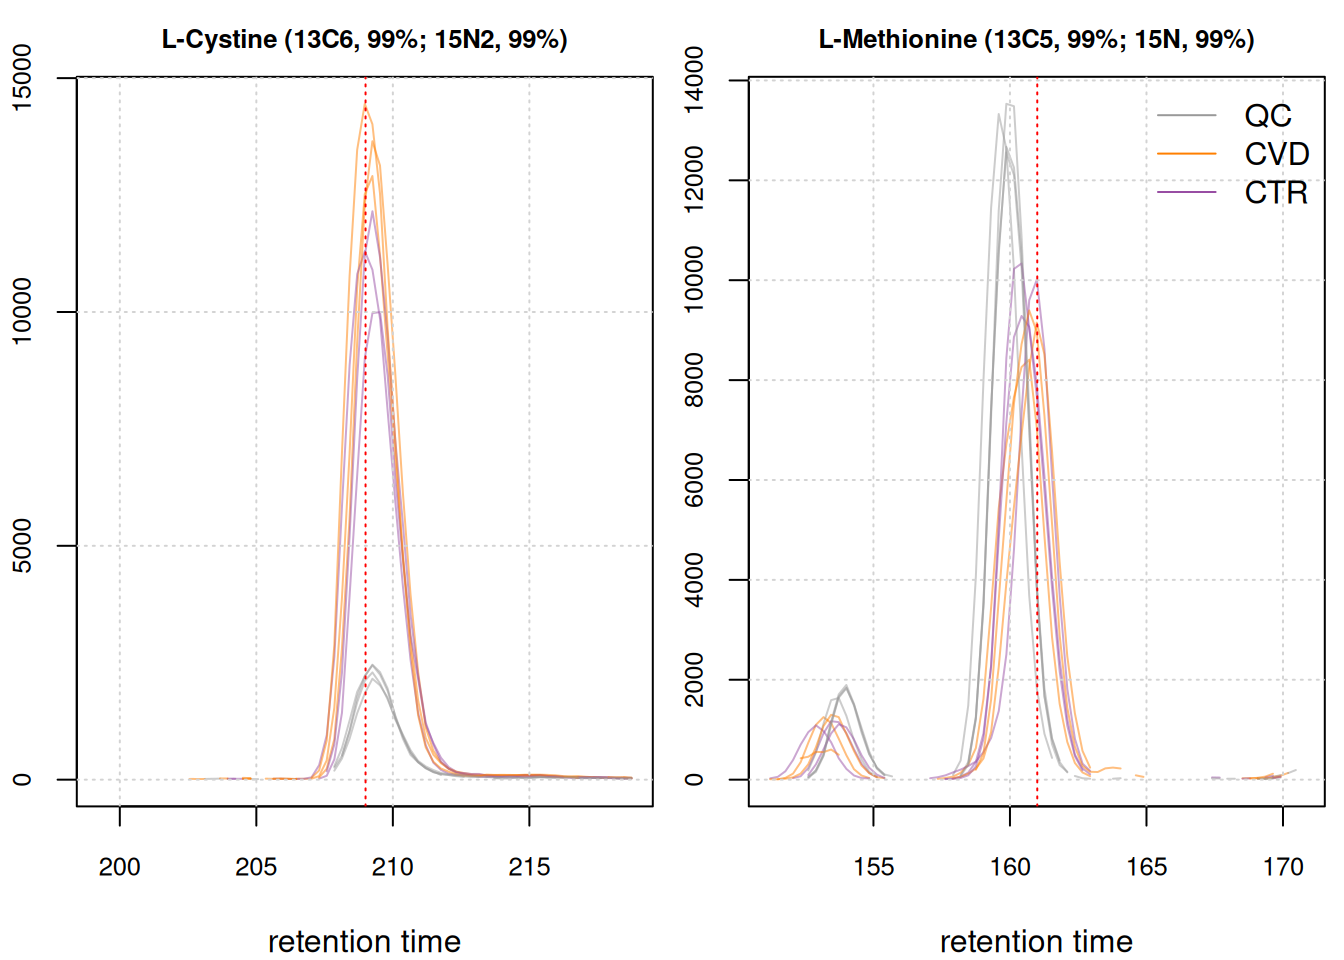 L-Cystine (13C6, 99%; 15N2, 99%)
15000
10000
5000
0
200 205 210 215
retention time
L-Methionine (13C5, 99%; 15N, 99%)
14000
12000
10000
8000
6000
4000
2000
0
QC
CVD
CTR
155 160 165 170
retention time